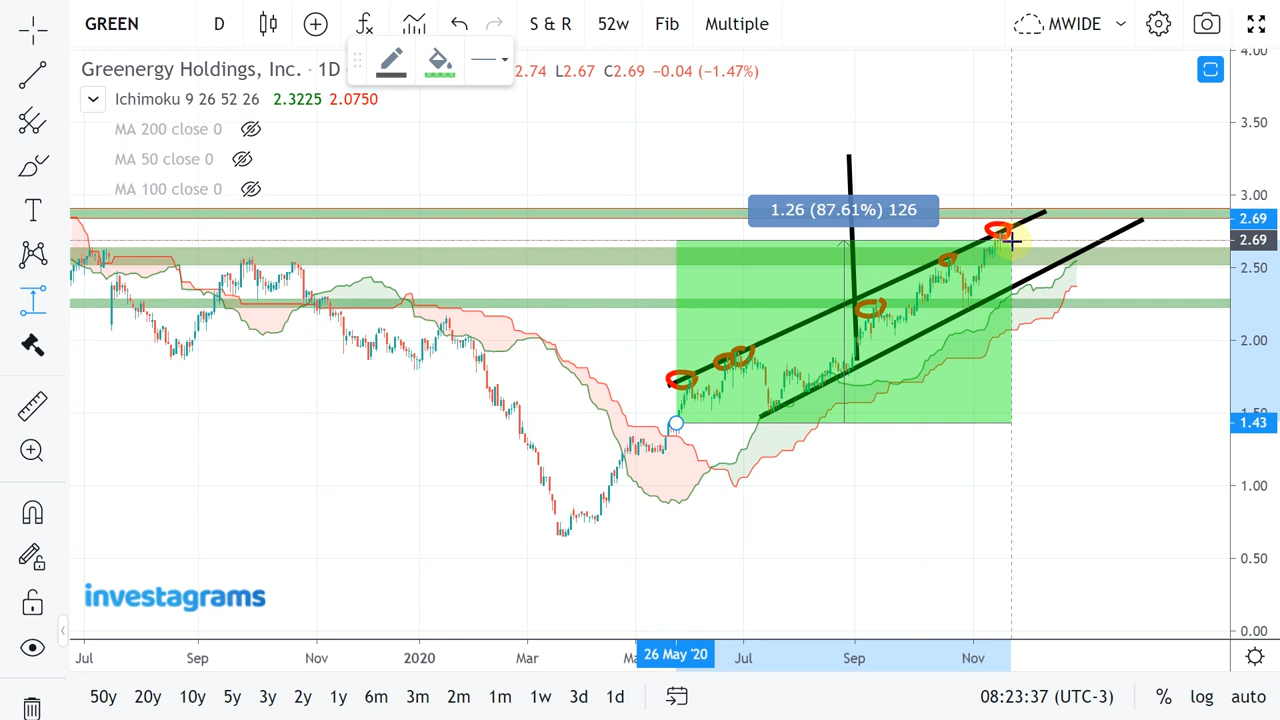 GREEN D S & R 52w Fib Multiple MWIDE
Greenergy Holdings, Inc. · 1D 2.74 L2.67 C2.69 −0.04 (−1.47%)
Ichimoku 9 26 52 26 2.3225 2.0750
MA 200 close 0
MA 50 close 0
MA 100 close 0
1.26 (87.61%) 126
4.00
3.50
3.00
2.69
2.69
2.50
2.00
1.50
1.43
1.00
0.50
0.00
investagrams
Jul Sep Nov 2020 Mar 26 May '20 Jul Sep Nov
50y 20y 10y 5y 3y 2y 1y 6m 3m 2m 1m 1w 3d 1d 08:23:37 (UTC-3) % log auto